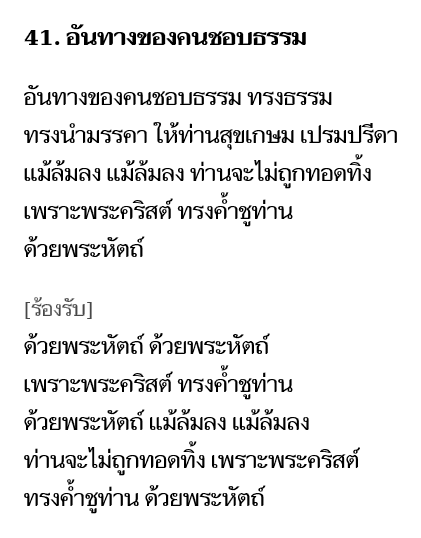 41. อันทางของคนชอบธรรม
อันทางของคนชอบธรรม ทรงธรรม
ทรงนำมรรคา ให้ท่านสุขเกษม เปรมปรีดา
แม้ล้มลง แม้ล้มลง ท่านจะไม่ถูกทอดทิ้ง
เพราะพระคริสต์ ทรงค้ำชูท่าน
ด้วยพระหัตถ์
[ร้องรับ]
ด้วยพระหัตถ์ ด้วยพระหัตถ์
เพราะพระคริสต์ ทรงค้ำชูท่าน
ด้วยพระหัตถ์ แม้ล้มลง แม้ล้มลง
ท่านจะไม่ถูกทอดทิ้ง เพราะพระคริสต์
ทรงค้ำชูท่าน ด้วยพระหัตถ์